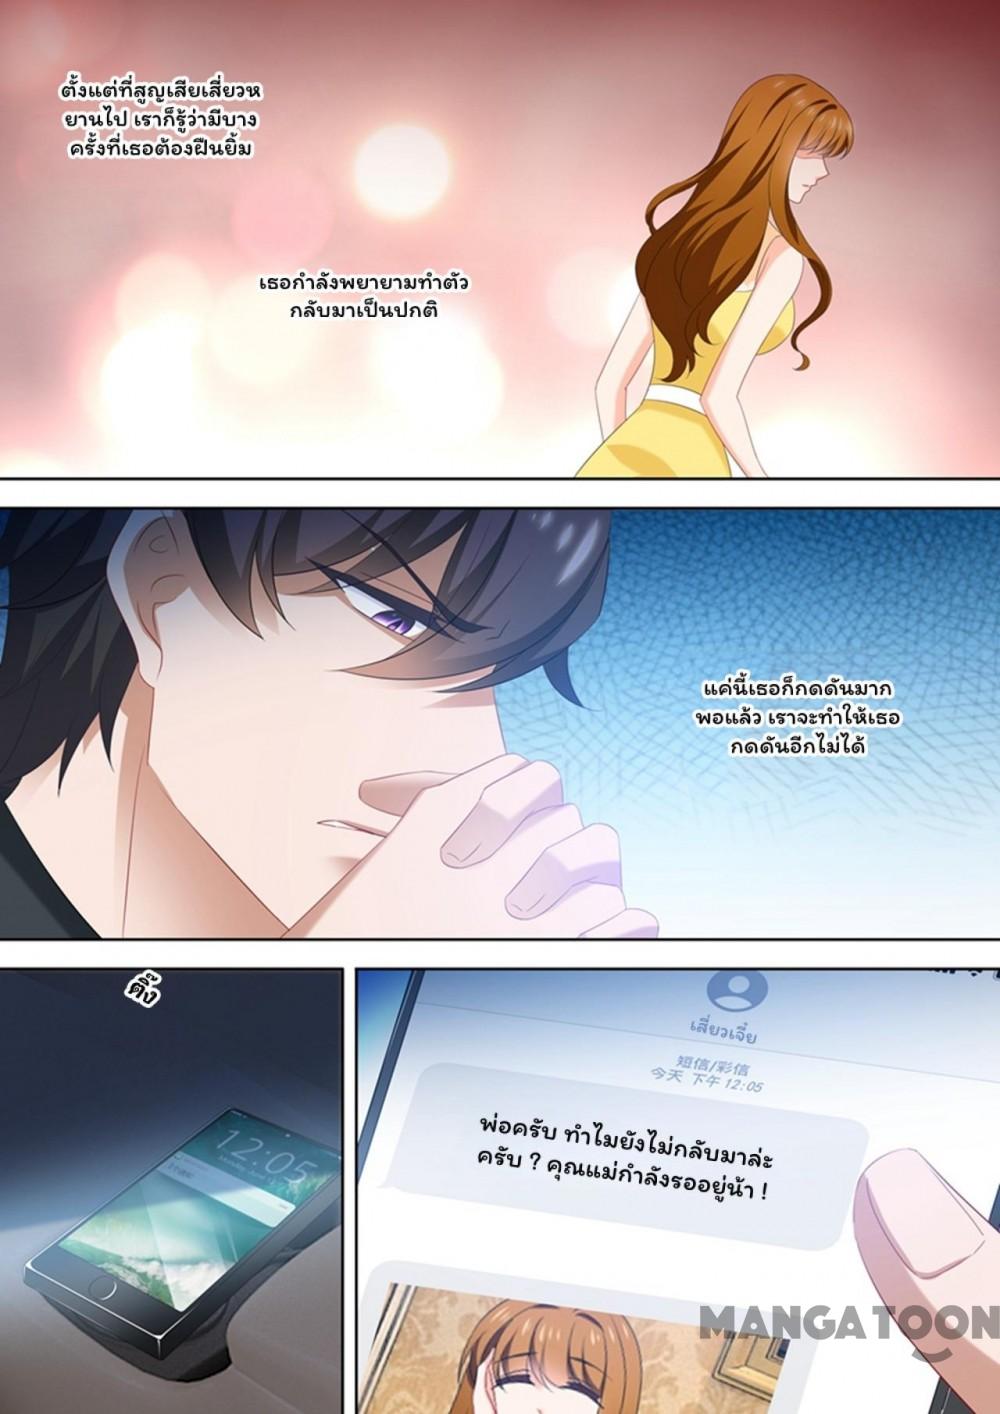 ตั้งแต่ที่สูญเสียเสี่ยวห
ยานไป เราก็รู้ว่ามีบาง
ครั้งที่เธอต้องฝืนยิ้ม
เธอกำลังพยายามทำตัว
กลับมาเป็นปกติ
แค่นี้เธอก็กดดันมาก
พอแล้ว เราจะทำให้เธอ
กดดันอีกไม่ได้
ติ๊ง
12:05
เสี่ยวเจี๋ย
短信/彩信
今天 下午 12:05
พ่อครับ ทำไมยังไม่กลับมาล่ะ
ครับ ? คุณแม่กำลังรออยู่น้า !
MANGATOON